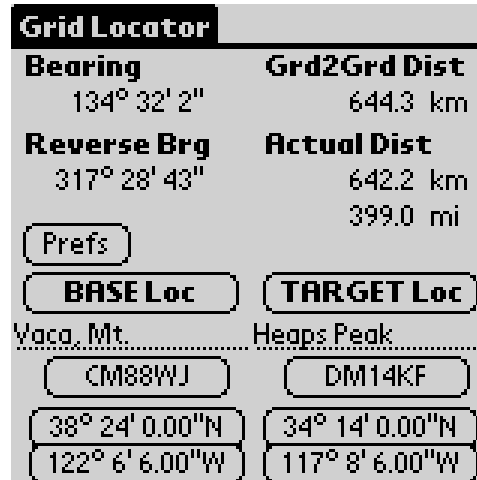 Grid Locator
Bearing Grd2Grd Dist
134° 32' 2" 644.3 km
Reverse Brg Actual Dist
317° 28' 43" 642.2 km
399.0 mi
Prefs
BASE Loc TARGET Loc
Vaca, Mt. Heaps Peak
CM88WJ DM14KF
38° 24' 0.00"N 34° 14' 0.00"N
122° 6' 6.00"W 117° 8' 6.00"W